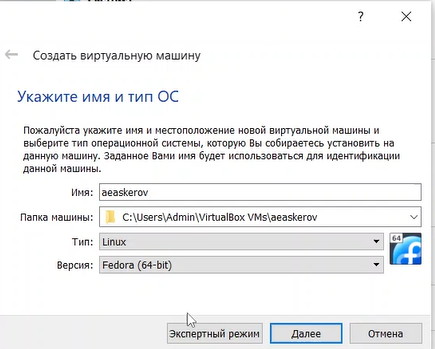 ?
Создать виртуальную машину
Укажите имя и тип ОС
Пожалуйста укажите имя и местоположение новой виртуальной машины и
выберите тип операционной системы, которую Вы собираетесь установить на
данную машину. Заданное Вами имя будет использоваться для идентификации
данной машины.
Имя: aeaskerov
Папка машины: C:\Users\Admin\VirtualBox VMs\aeaskerov
Тип: Linux
64
Версия: Fedora (64-bit)
Экспертный режим Далее Отмена